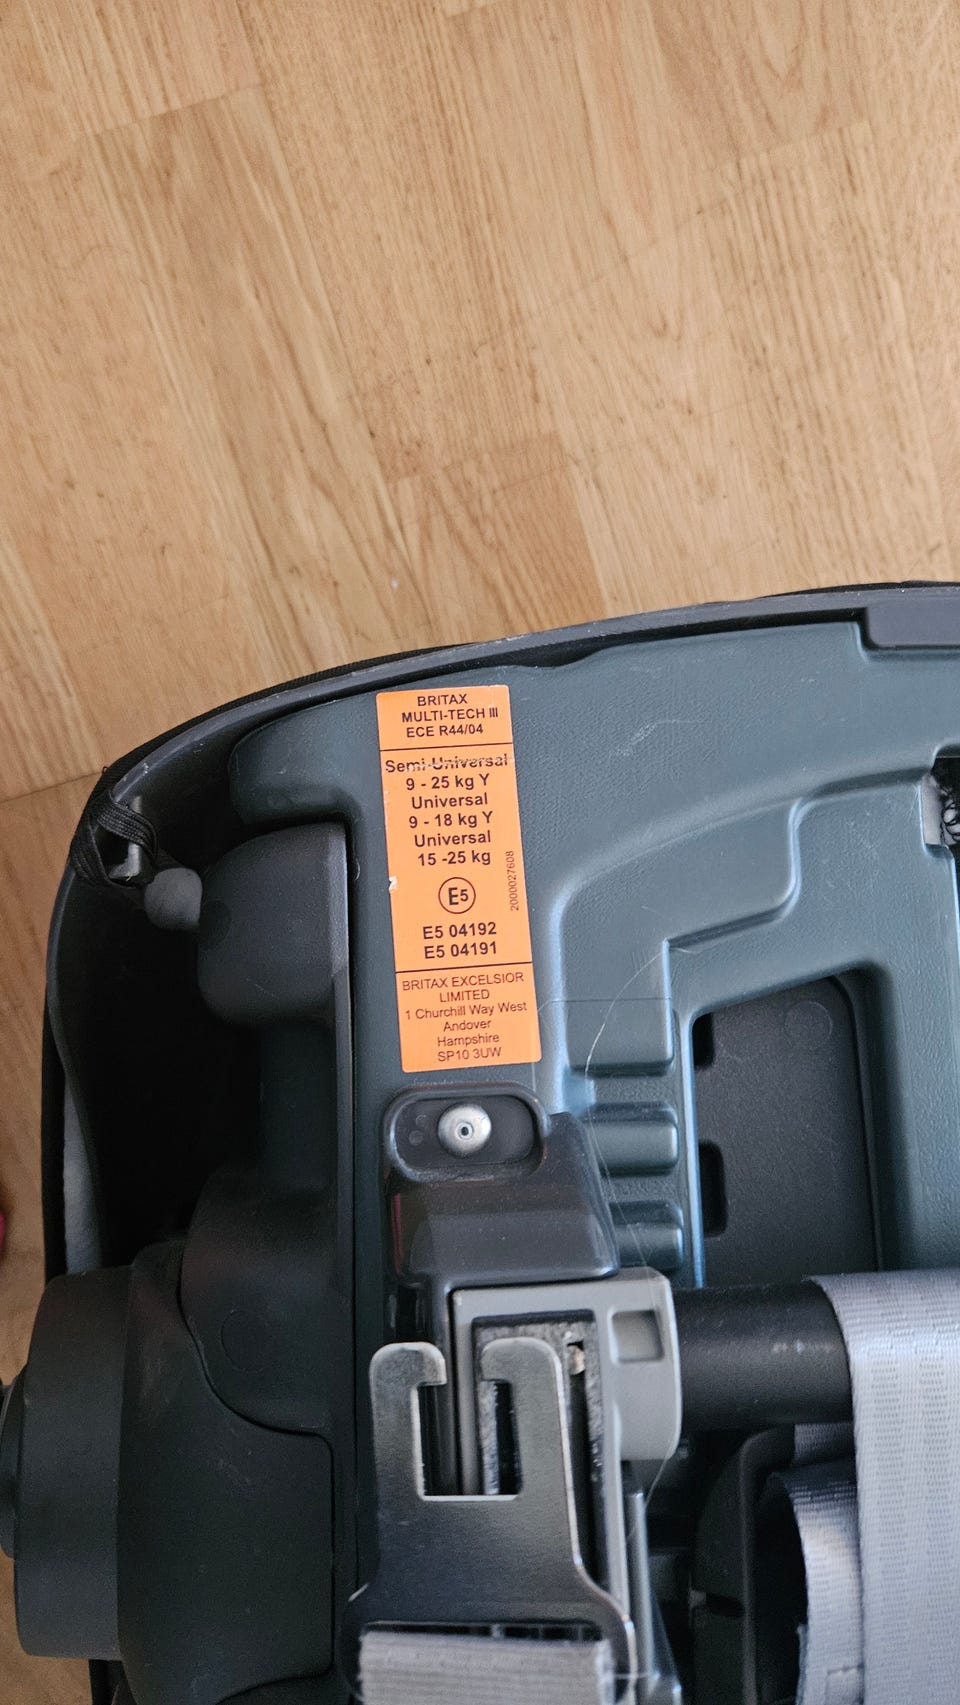 BRITAX
MULTI-TECH III
ECE R44/04
Semi-Universal
9 - 25 kg Y
Universal
9 - 18 kg Y
Universal
15 -25 kg
E5
2000027608
E5 04192
E5 04191
BRITAX EXCELSIOR
LIMITED
1 Churchill Way West
Andover
Hampshire
SP10 3UW